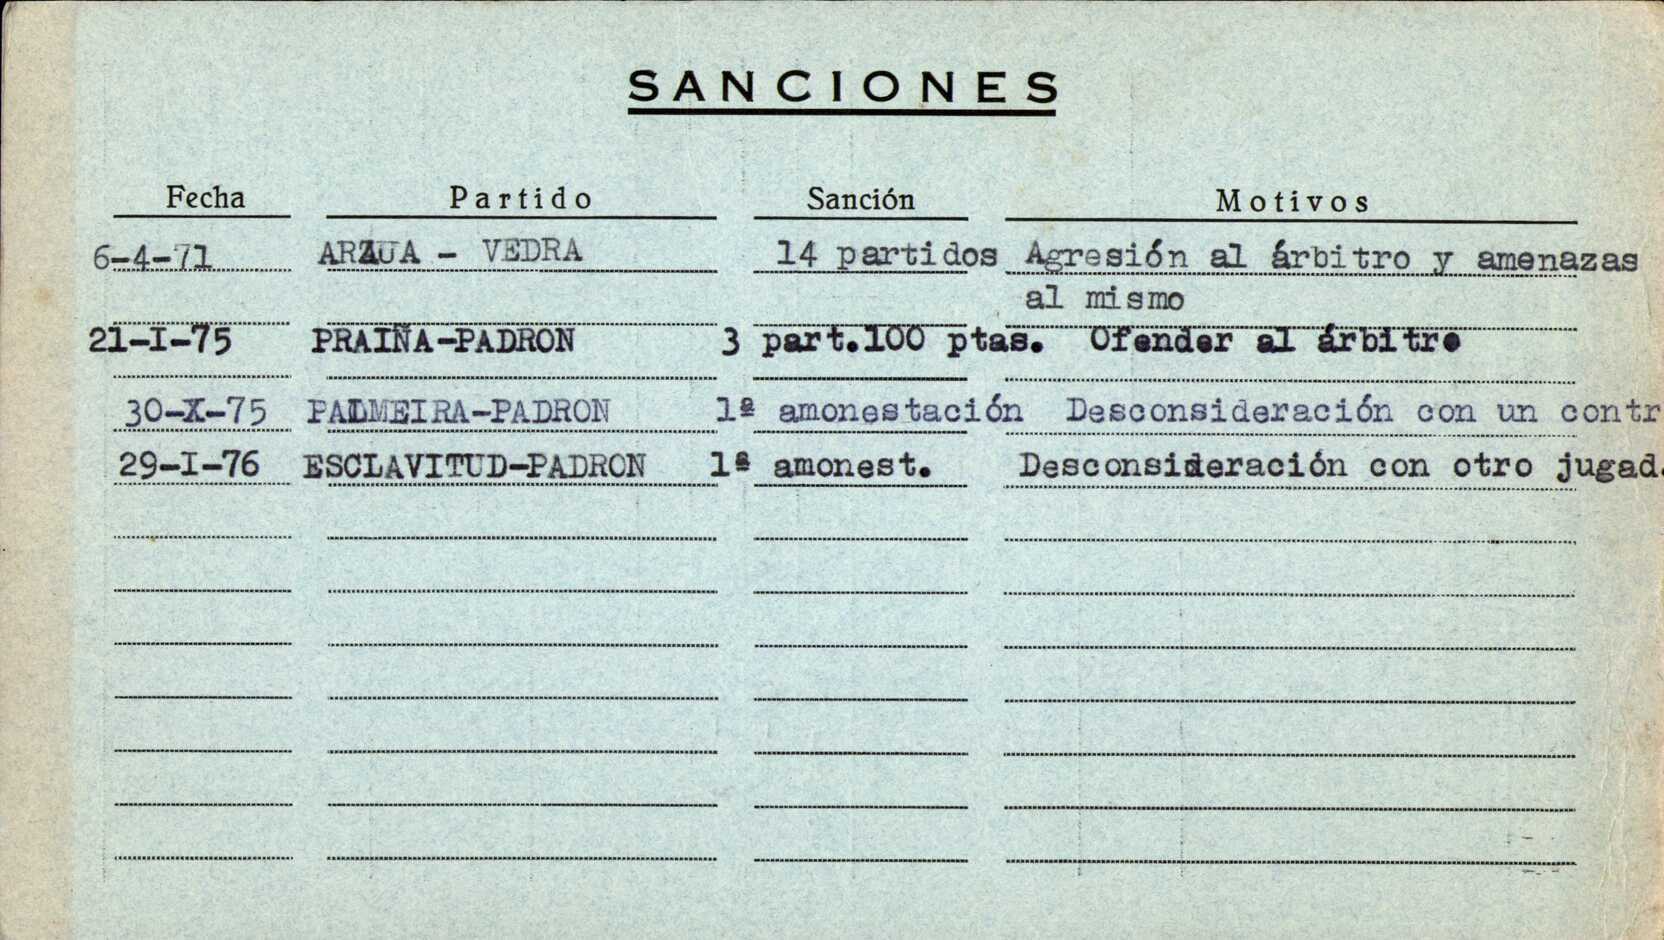 SANCIONES
Fecha Partido Sanción Motivos
6-4-71 ARZUA - VEDRA 14 partidos Agresión al árbitro y amenazas
al mismo
21-I-75 PRAIÑA-PADRON 3 part.100 ptas. Ofender al árbitro
30-X-75 PALMEIRA-PADRON 1ª amonestación Desconsideración con un contr
29-I-76 ESCLAVITUD-PADRON 1ª amonest. Desconsideración con otro jugad.